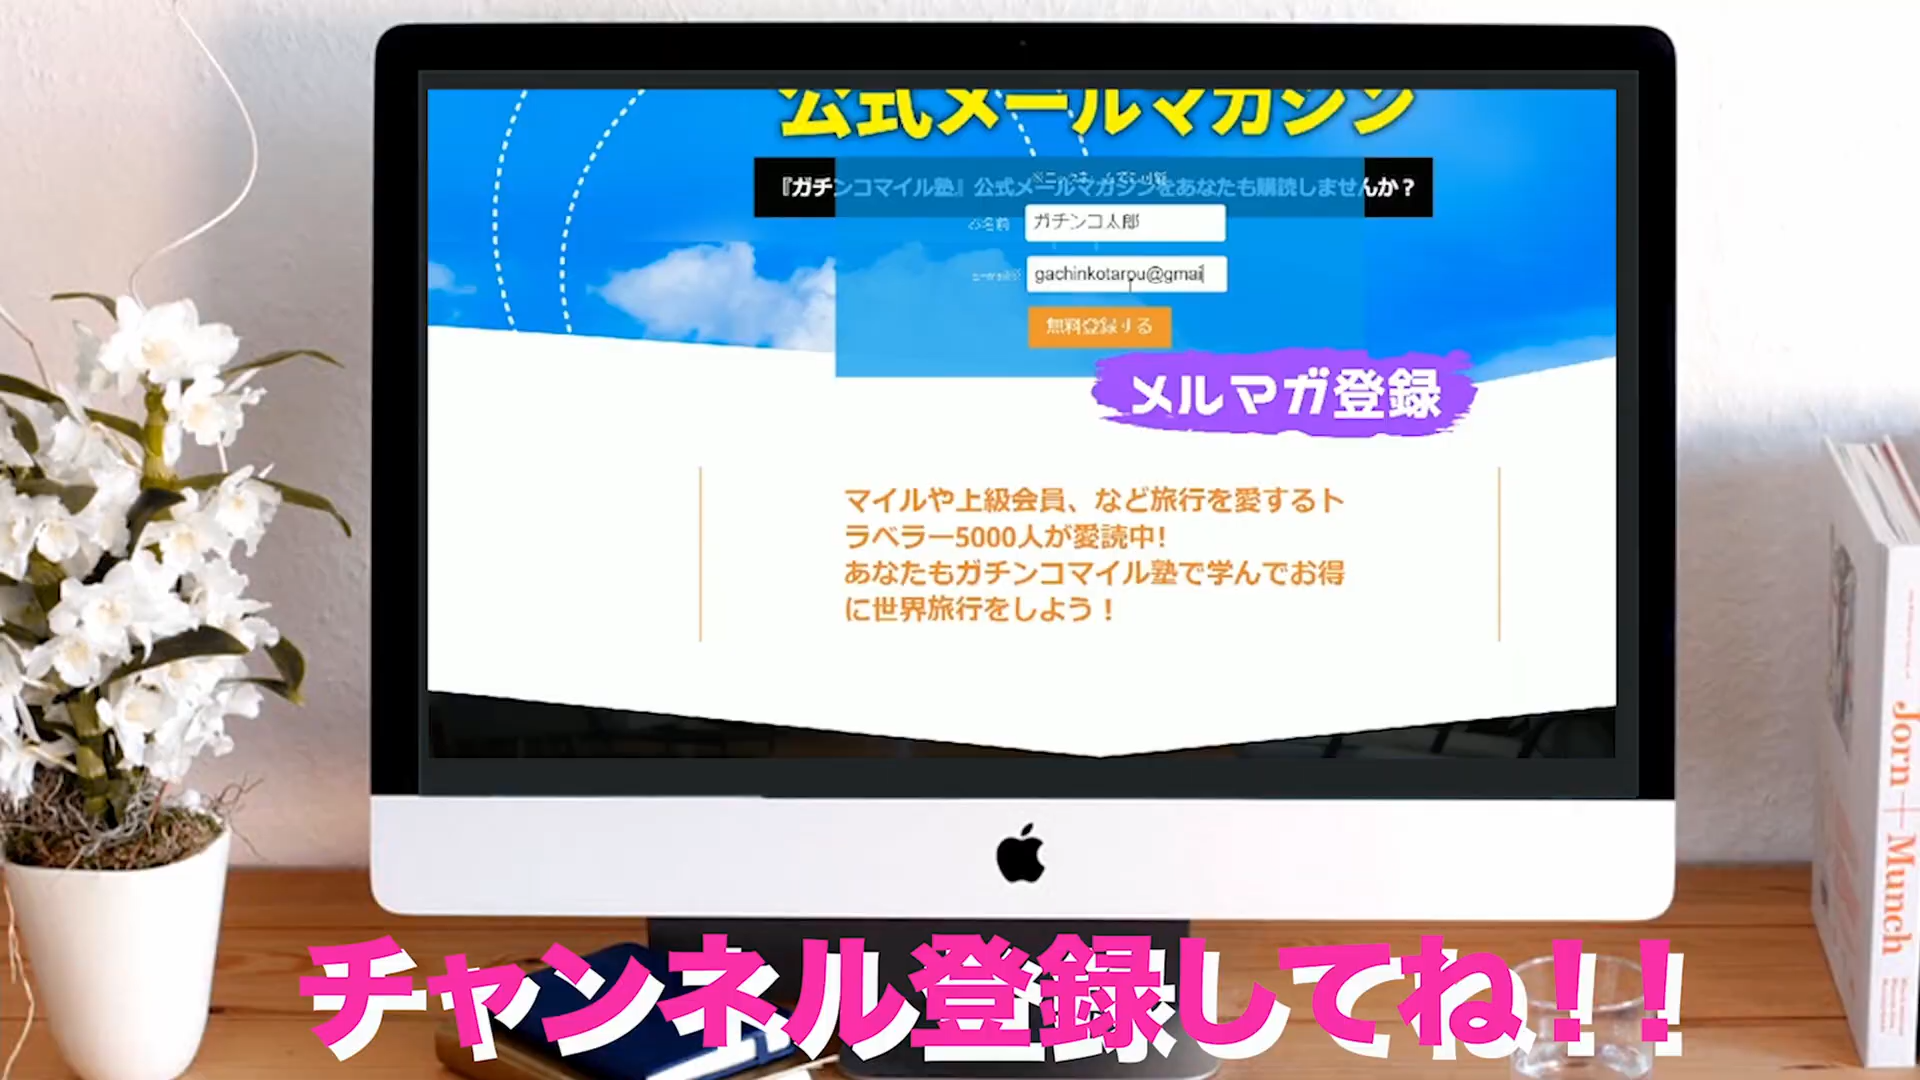 公式メールマガジン
『ガチンコマイル塾』公式メールマガジンをあなたも購読しませんか？
お名前
ガチンコ太郎
gachinkotarou@gmai
無料登録する
メルマガ登録
マイルや上級会員、など旅行を愛するト
ラベラー5000人が愛読中!
あなたもガチンコマイル塾で学んでお得
に世界旅行をしよう！
Jorn + Munch
チャンネル登録してね!!